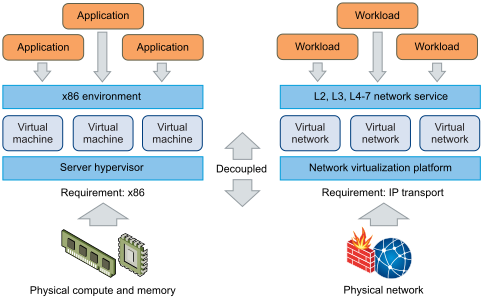 Application
Application
Application
x86 environment
Virtual
machine
Virtual
machine
Virtual
machine
Server hypervisor
Requirement: x86
Physical compute and memory
Decoupled
Workload
Workload
Workload
L2, L3, L4-7 network service
Virtual
network
Virtual
network
Virtual
network
Network virtualization platform
Requirement: IP transport
Physical network